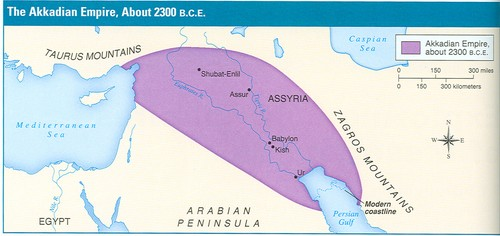 The Akkadian Empire, About 2300 B.C.E.
TAURUS MOUNTAINS
Caspian
Sea
Akkadian Empire,
about 2300 B.C.E.
0 150 300 miles
0 150 300 kilometers
Shubat-Enlil
Euphrates R.
Assur
ASSYRIA
ZAGROS MOUNTAINS
Mediterranean
Sea
N
W E
S
Babylon
Kish
Ur
Modern
coastline
Persian
Gulf
EGYPT
ARABIAN
PENINSULA